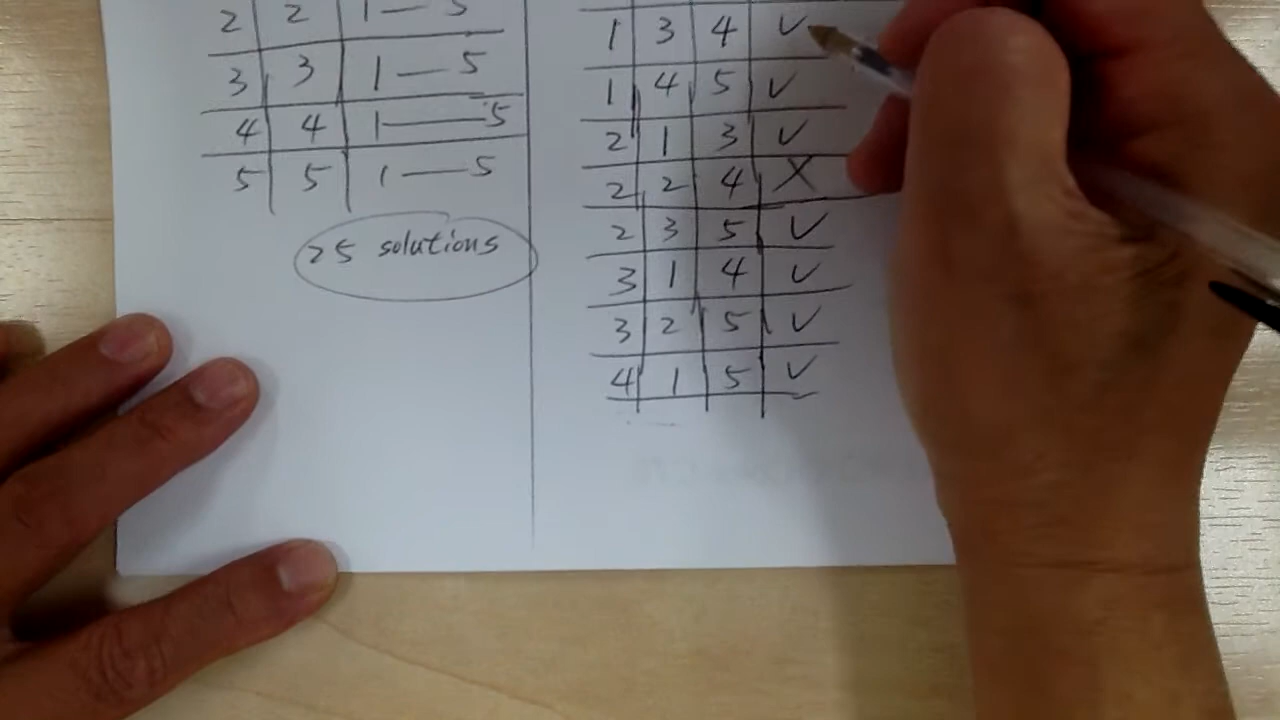 2 2 1 — 5
3 3 1 — 5
4 4 1 — 5
5 5 1 — 5
25 solutions
1 3 4 ✓
1 4 5 ✓
2 1 3 ✓
2 2 4 X
2 3 5 ✓
3 1 4 ✓
3 2 5 ✓
4 1 5 ✓